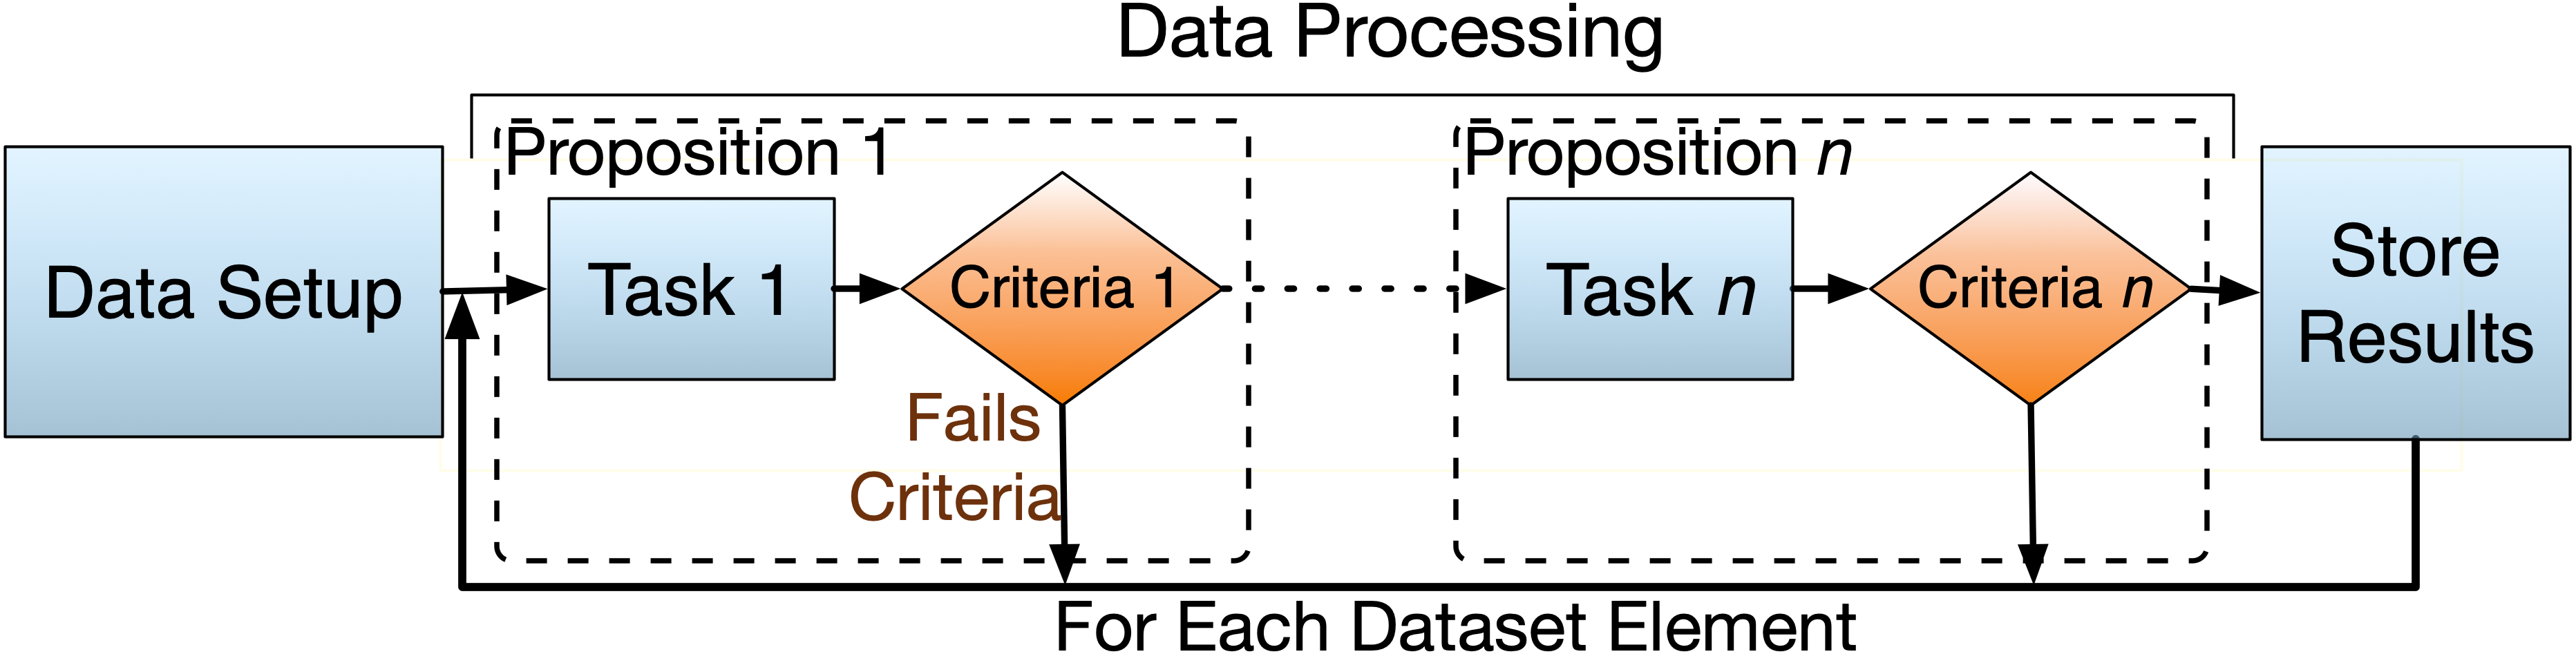 Data Processing
Proposition 1
Proposition n
Data Setup
Task 1
Criteria 1
Task n
Criteria n
Store
Results
Fails
Criteria
For Each Dataset Element